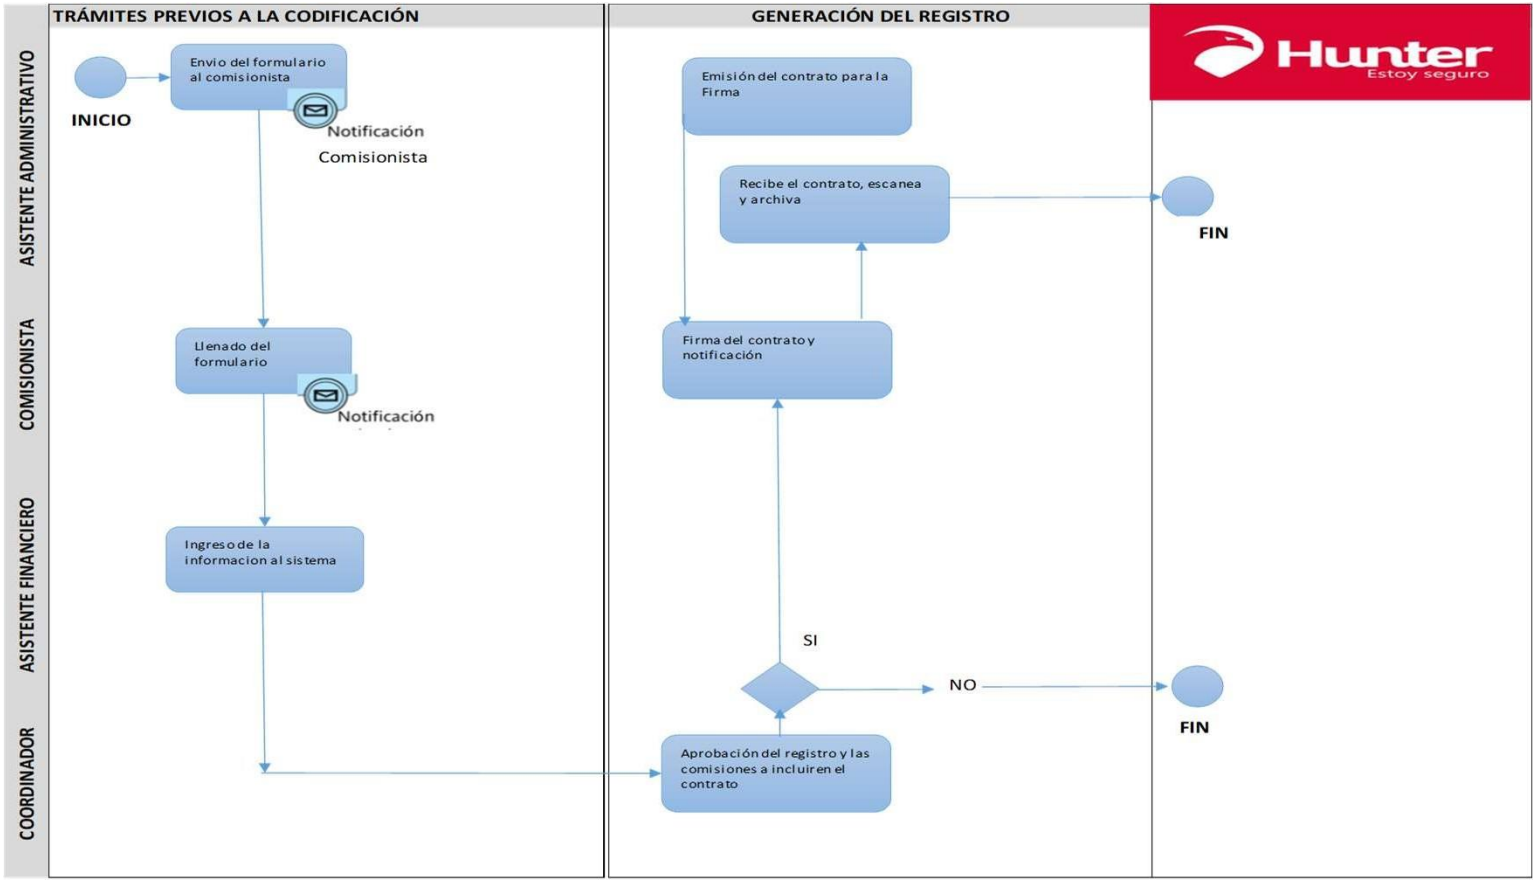 TRÁMITES PREVIOS A LA CODIFICACIÓN
GENERACIÓN DEL REGISTRO
Hunter
Estoy seguro
ASISTENTE ADMINISTRATIVO
INICIO
Envio del formulario
al comisionista
Notificación
Comisionista
Emisión del contrato para la
Firma
Recibe el contrato, escanea
y archiva
FIN
COMISIONISTA
Llenado del
formulario
Notificación
Firma del contrato y
notificación
ASISTENTE FINANCIERO
Ingreso de la
informacion al sistema
SI
NO
FIN
COORDINADOR
Aprobación del registro y las
comisiones a incluir en el
contrato